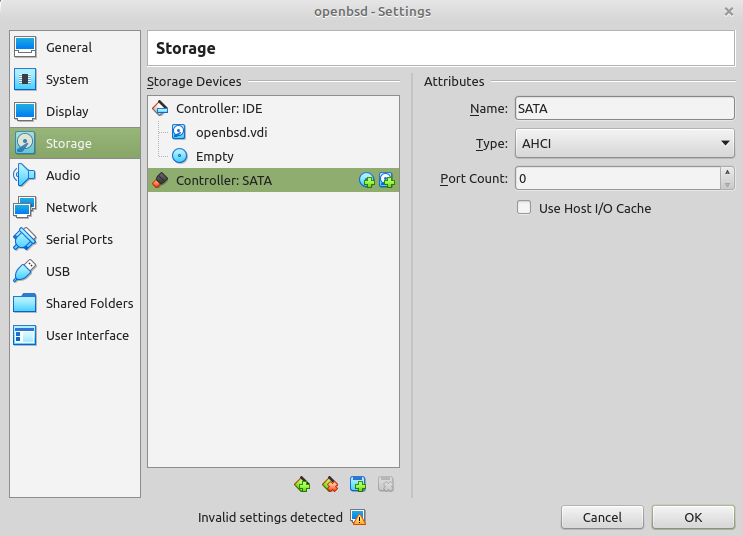 openbsd - Settings
General
System
Display
Storage
Audio
Network
Serial Ports
USB
Shared Folders
User Interface
Storage
Storage Devices
Controller: IDE
openbsd.vdi
Empty
Controller: SATA
Attributes
Name: SATA
Type: AHCI
Port Count: 0
Use Host I/O Cache
Invalid settings detected
Cancel
OK